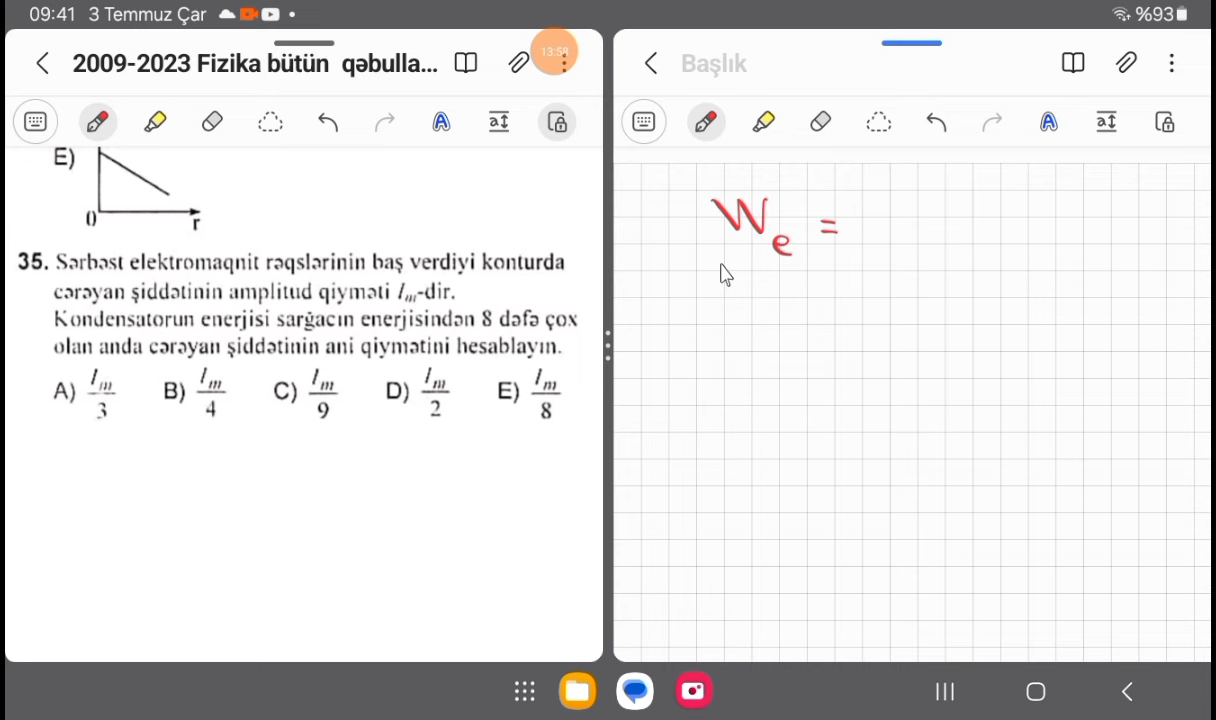 09:41 3 Temmuz Çar
%93
2009-2023 Fizika bütün qəbulla...
13:58
Başlık
E)
0
r
35. Sərbəst elektromaqnit rəqslərinin baş verdiyi konturda
cərəyan şiddətinin amplitud qiyməti Iₘ-dir.
Kondensatorun enerjisi sarğacın enerjisindən 8 dəfə çox
olan anda cərəyan şiddətinin ani qiymətini hesablayın.
A) Iₘ/3 B) Iₘ/4 C) Iₘ/9 D) Iₘ/2 E) Iₘ/8
Wₑ =